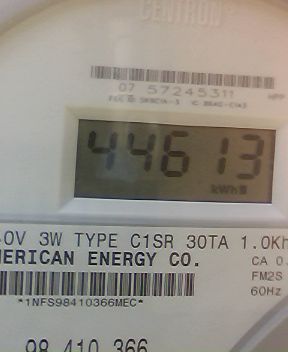 CENTRON
07 57245311
44613
kWh
0V 3W TYPE C1SR 30TA 1.0Kh
MERICAN ENERGY CO.
CA 0.
FM2S
60Hz
*1NFS98410366MEC*
98 410 366